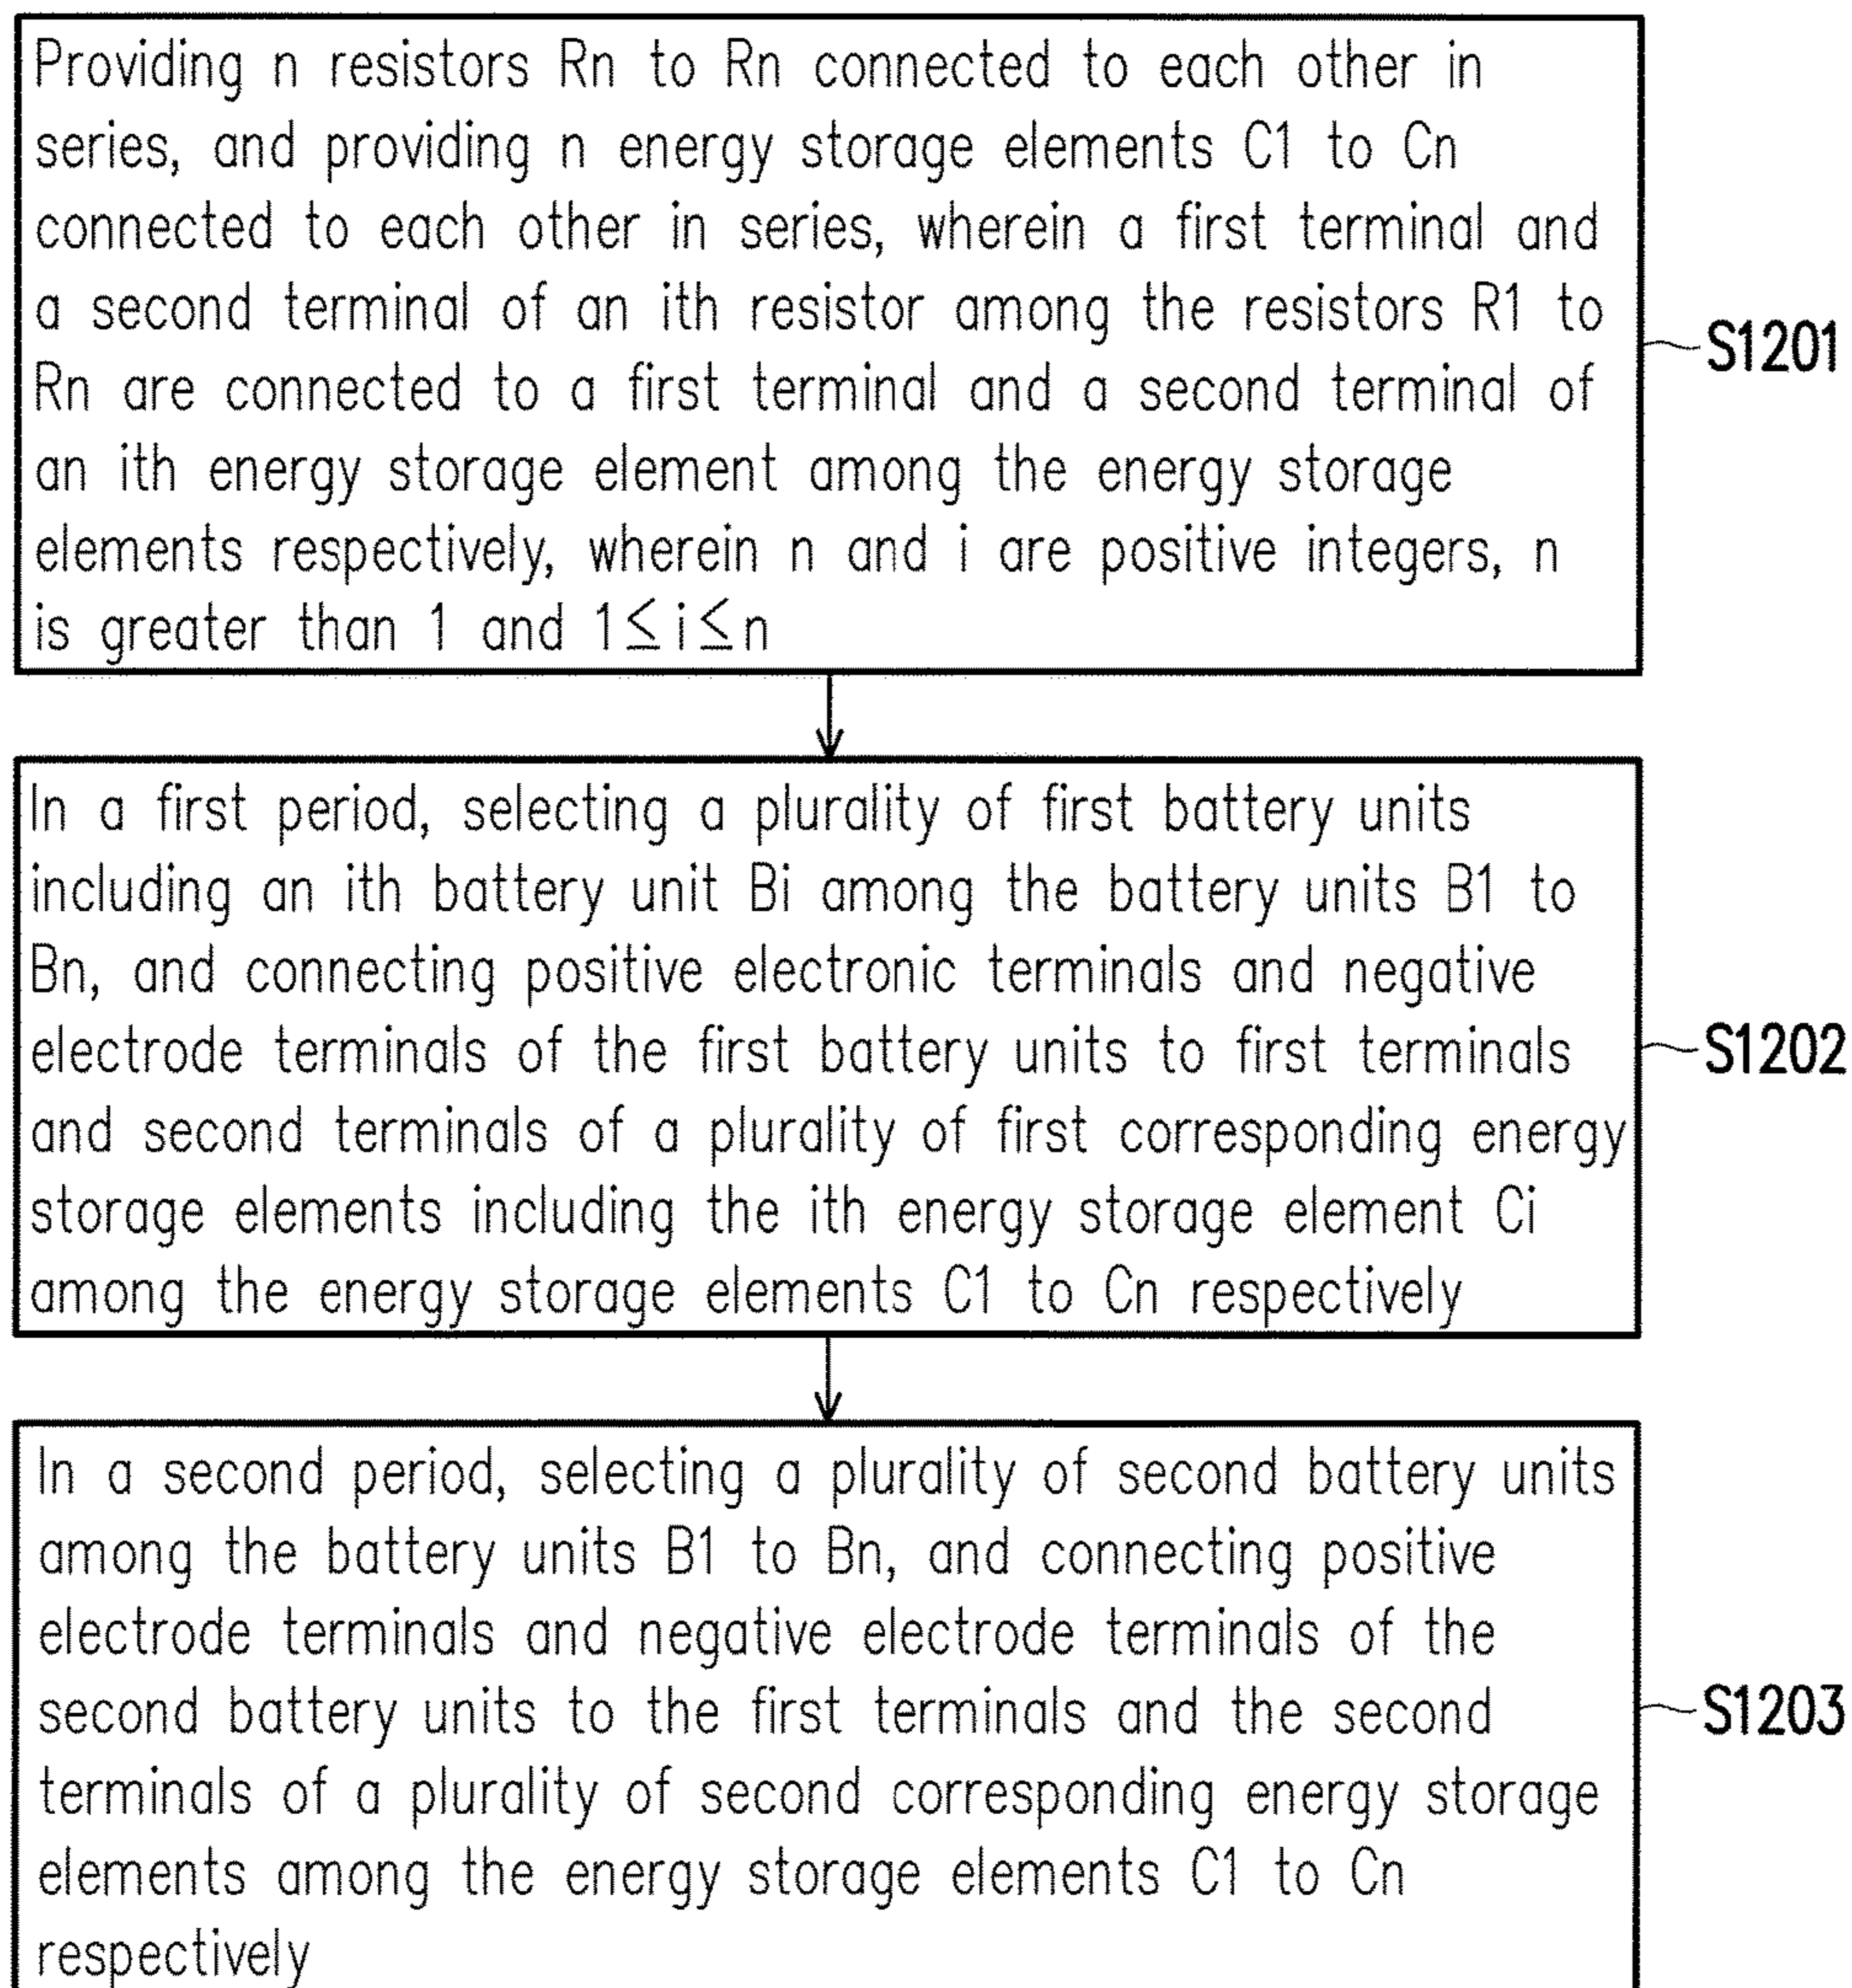 Providing n resistors Rn to Rn connected to each other in
series, and providing n energy storage elements C1 to Cn
connected to each other in series, wherein a first terminal and
a second terminal of an ith resistor among the resistors R1 to
Rn are connected to a first terminal and a second terminal of
an ith energy storage element among the energy storage
elements respectively, wherein n and i are positive integers, n
is greater than 1 and 1≤i≤n
S1201
In a first period, selecting a plurality of first battery units
including an ith battery unit Bi among the battery units B1 to
Bn, and connecting positive electronic terminals and negative
electrode terminals of the first battery units to first terminals
and second terminals of a plurality of first corresponding energy
storage elements including the ith energy storage element Ci
among the energy storage elements C1 to Cn respectively
S1202
In a second period, selecting a plurality of second battery units
among the battery units B1 to Bn, and connecting positive
electrode terminals and negative electrode terminals of the
second battery units to the first terminals and the second
terminals of a plurality of second corresponding energy storage
elements among the energy storage elements C1 to Cn
respectively
S1203